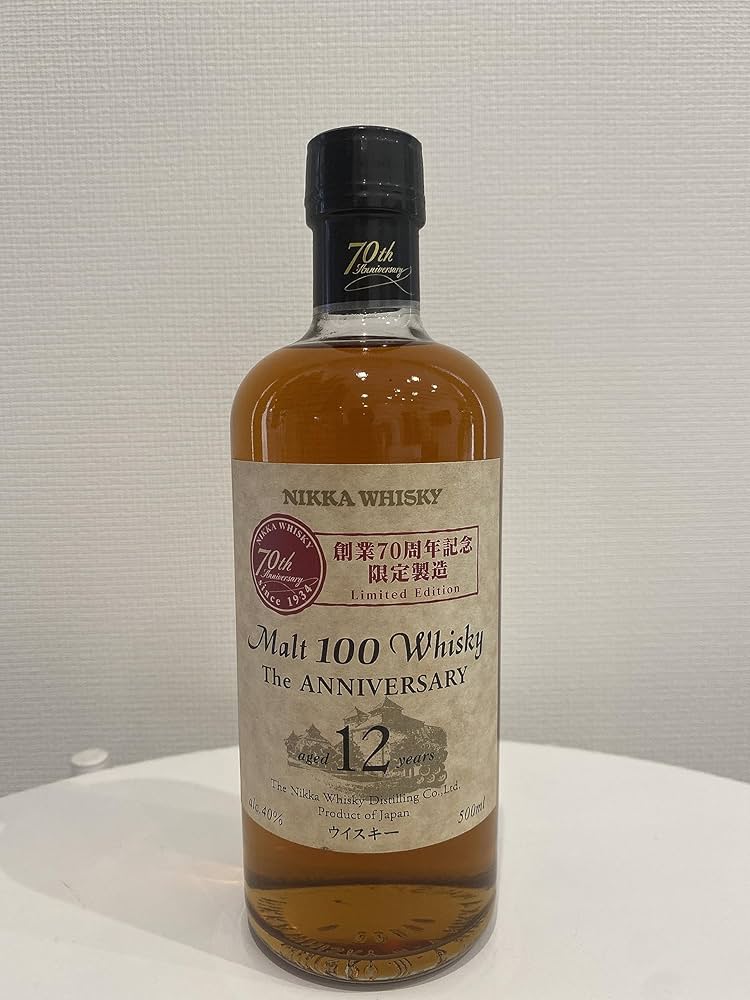 70th
Anniversary
NIKKA WHISKY
NIKKA WHISKY
70th
Anniversary
since 1934
創業70周年記念
限定製造
Limited Edition
Malt 100 Whisky
The ANNIVERSARY
aged 12 years
The Nikka Whisky Distilling Co.,Ltd.
Product of Japan
alc.40%
500ml
ウイスキー